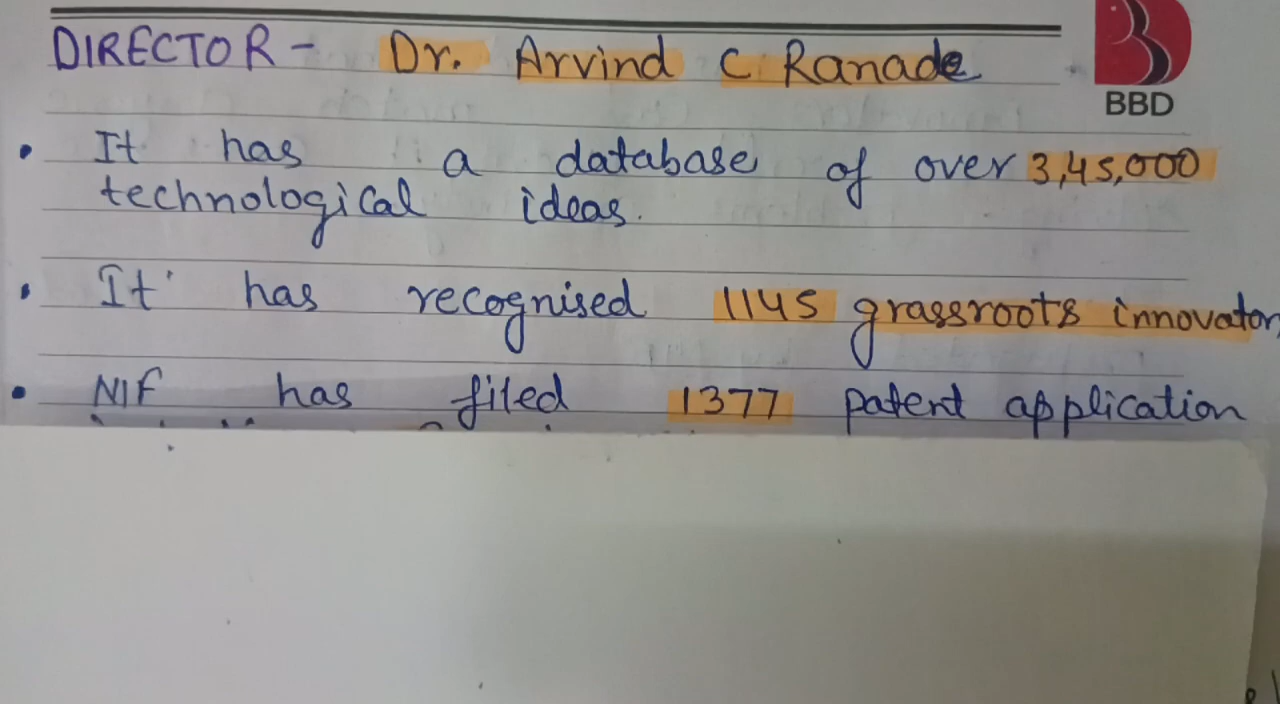 DIRECTOR - Dr. Arvind C Ranade
BBD
• It has a database of over 3,45,000
technological ideas.
• It has recognised 1145 grassroots innovators
• NIF has filed 1377 patent application